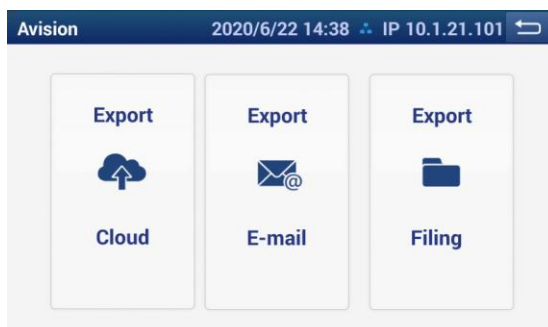 Avision 2020/6/22 14:38 IP 10.1.21.101
Export Export Export
@
Cloud E-mail Filing